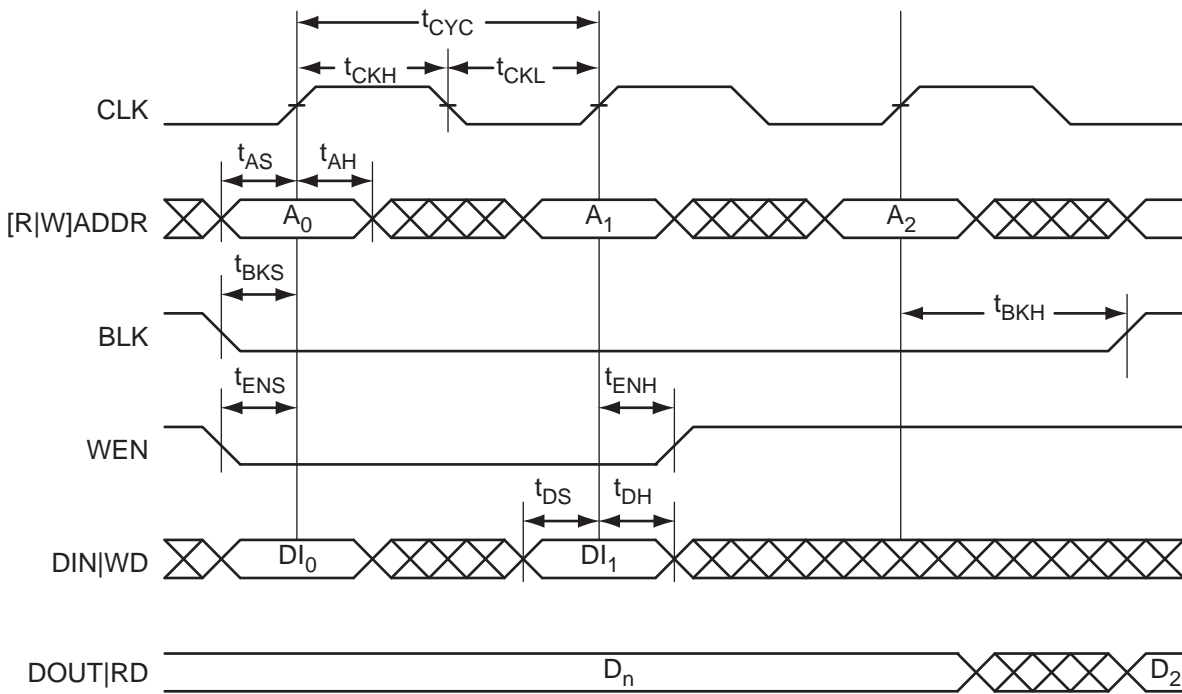 tCYC
tCKH tCKL
CLK
tAS tAH
[R|W]ADDR A0 A1 A2
tBKS tBKH
BLK
tENS tENH
WEN
tDS tDH
DIN|WD DI0 DI1
DOUT|RD Dn D2